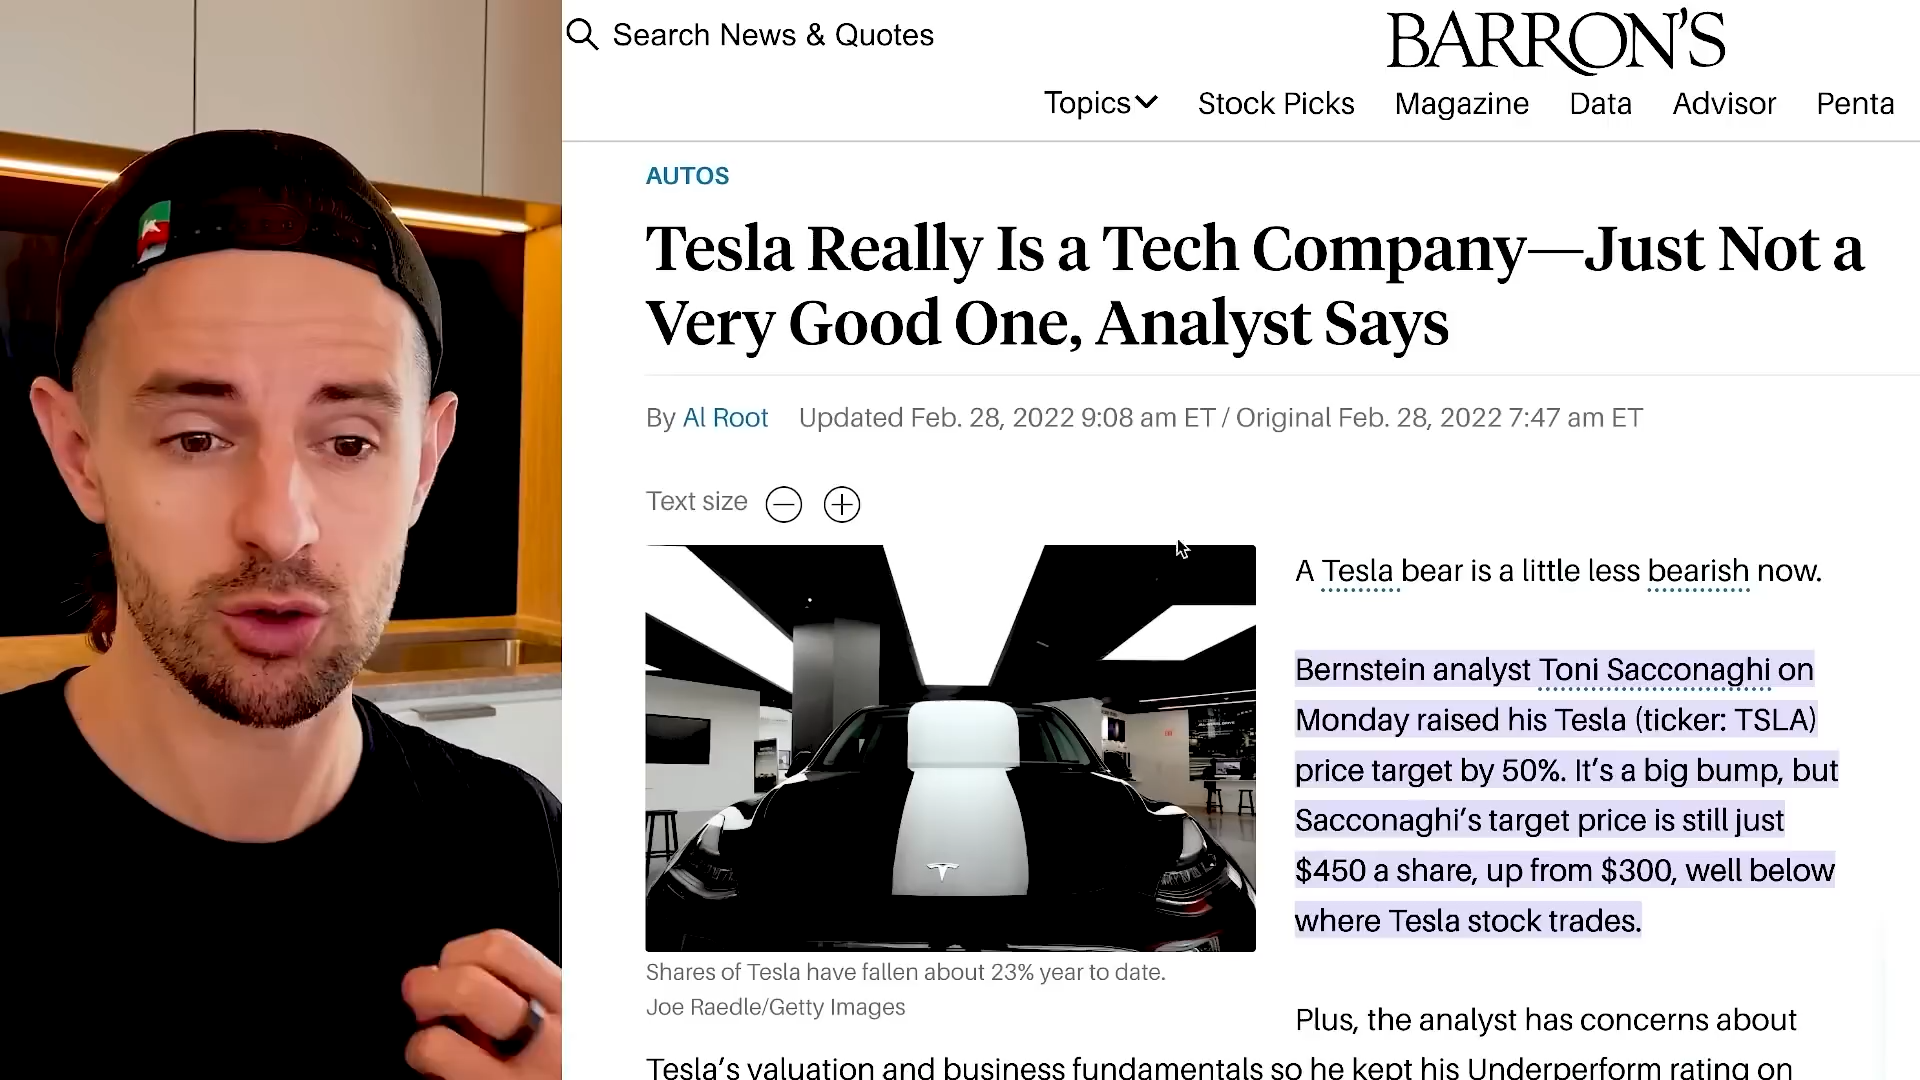 Search News & Quotes
BARRON'S
Topics Stock Picks Magazine Data Advisor Penta
AUTOS
Tesla Really Is a Tech Company—Just Not a
Very Good One, Analyst Says
By Al Root Updated Feb. 28, 2022 9:08 am ET / Original Feb. 28, 2022 7:47 am ET
Text size
A Tesla bear is a little less bearish now.
Bernstein analyst Toni Sacconaghi on
Monday raised his Tesla (ticker: TSLA)
price target by 50%. It’s a big bump, but
Sacconaghi’s target price is still just
$450 a share, up from $300, well below
where Tesla stock trades.
Shares of Tesla have fallen about 23% year to date.
Joe Raedle/Getty Images
Plus, the analyst has concerns about
Tesla’s valuation and business fundamentals so he kept his Underperform rating on